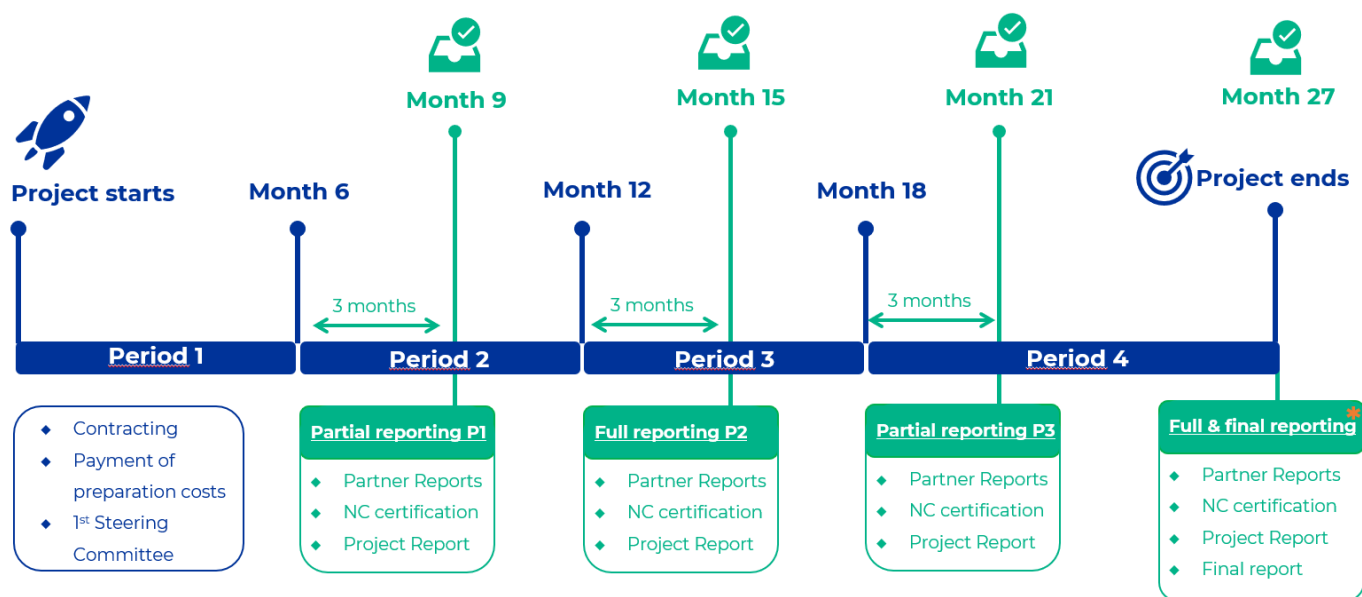 Month 9
Month 15
Month 21
Month 27
Project starts
Month 6
Month 12
Month 18
Project ends
3 months
3 months
3 months
Period 1
Period 2
Period 3
Period 4
Contracting
Payment of
preparation costs
1st Steering
Committee
Partial reporting P1
Partner Reports
NC certification
Project Report
Full reporting P2
Partner Reports
NC certification
Project Report
Partial reporting P3
Partner Reports
NC certification
Project Report
Full & final reporting*
Partner Reports
NC certification
Project Report
Final report